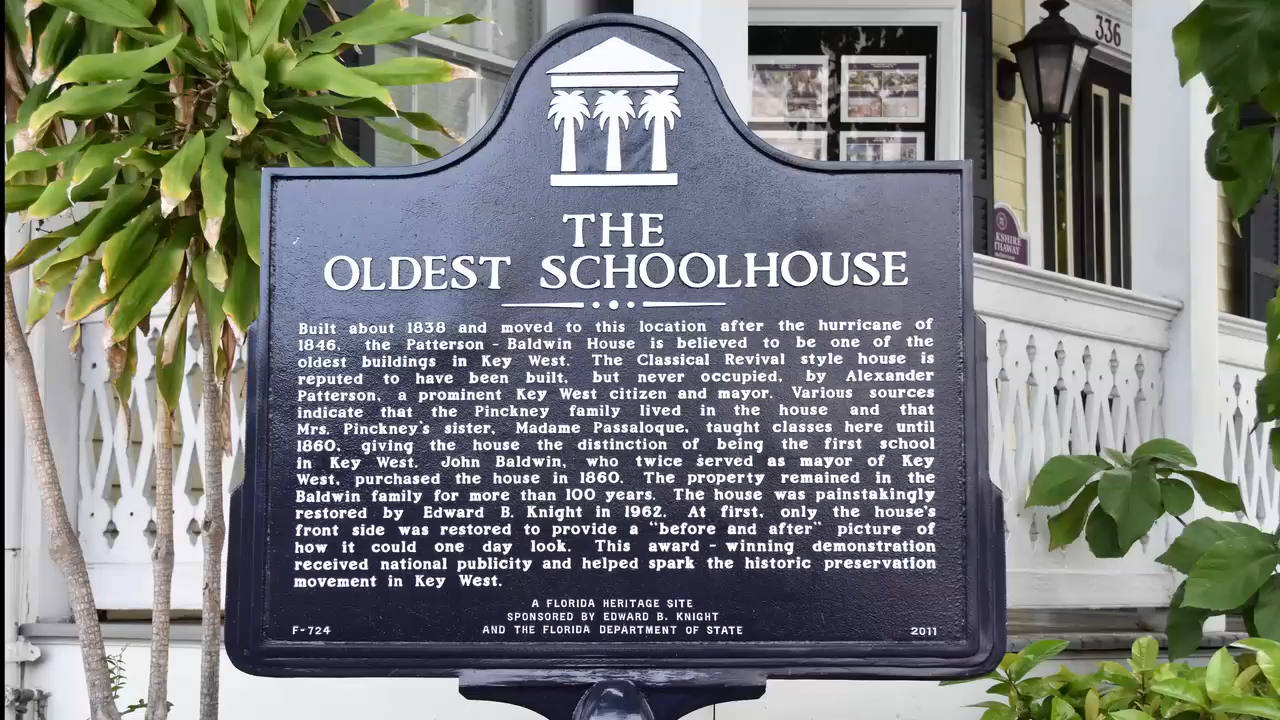 336
KSHIRE
THAWAY
THE
OLDEST SCHOOLHOUSE
Built about 1838 and moved to this location after the hurricane of
1846, the Patterson - Baldwin House is believed to be one of the
oldest buildings in Key West. The Classical Revival style house is
reputed to have been built, but never occupied, by Alexander
Patterson, a prominent Key West citizen and mayor. Various sources
indicate that the Pinckney family lived in the house and that
Mrs. Pinckney's sister, Madame Passaloque, taught classes here until
1860, giving the house the distinction of being the first school
in Key West. John Baldwin, who twice served as mayor of Key
West, purchased the house in 1860. The property remained in the
Baldwin family for more than 100 years. The house was painstakingly
restored by Edward B. Knight in 1962. At first, only the house's
front side was restored to provide a "before and after" picture of
how it could one day look. This award - winning demonstration
received national publicity and helped spark the historic preservation
movement in Key West.
A FLORIDA HERITAGE SITE
SPONSORED BY EDWARD B. KNIGHT
F-724 AND THE FLORIDA DEPARTMENT OF STATE 2011